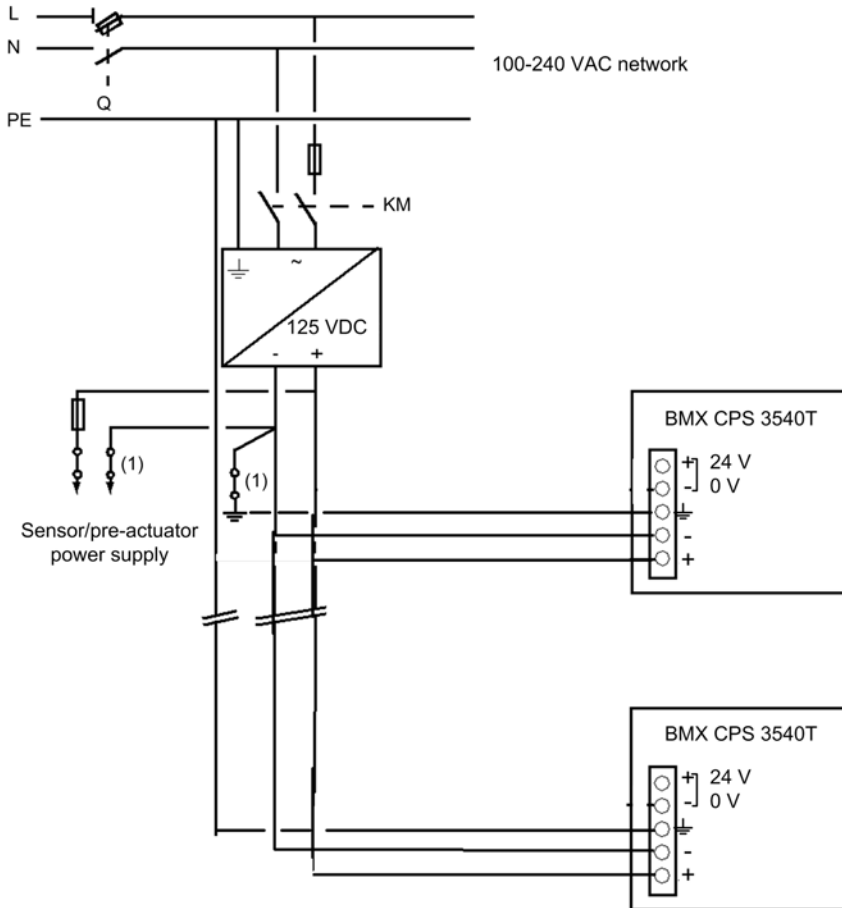 L
N
100-240 VAC network
Q
PE
KM
~
125 VDC
- +
BMX CPS 3540T
+ 24 V
- 0 V
-
+
(1)
(1)
Sensor/pre-actuator
power supply
BMX CPS 3540T
+ 24 V
- 0 V
-
+